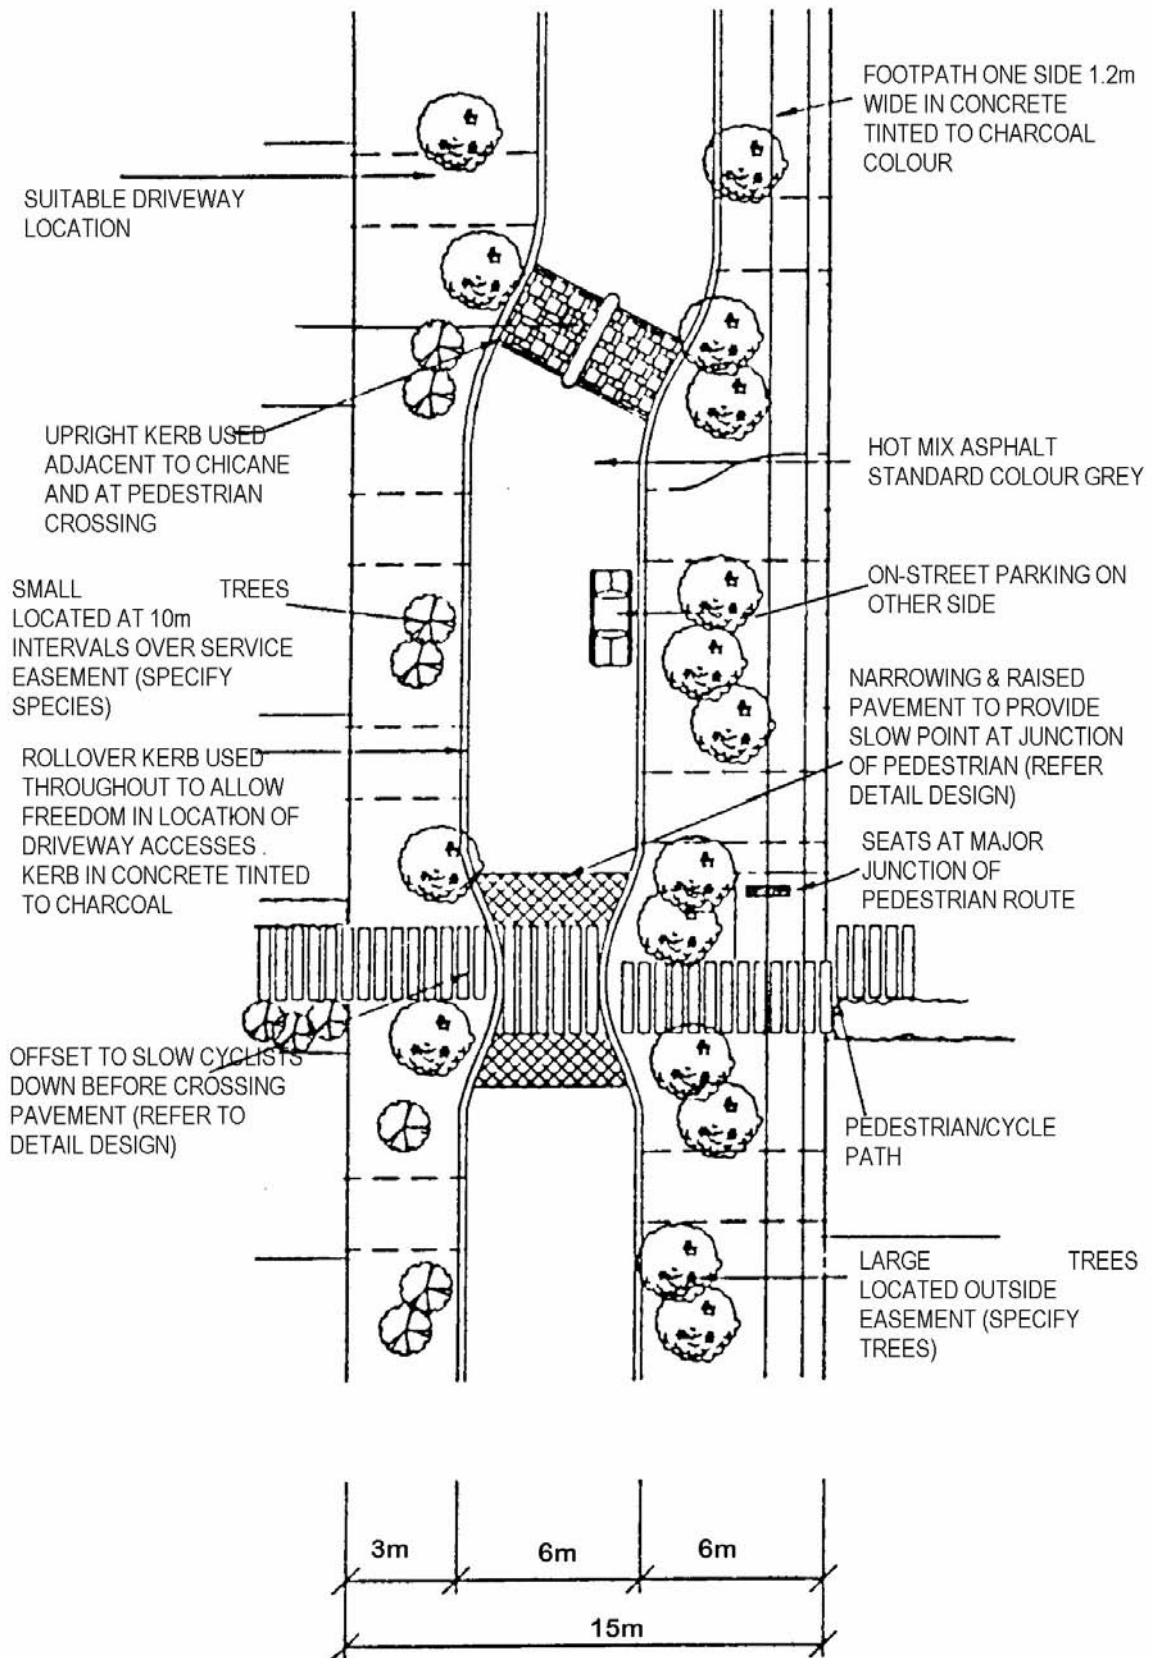 FOOTPATH ONE SIDE 1.2m
WIDE IN CONCRETE
TINTED TO CHARCOAL
COLOUR
SUITABLE DRIVEWAY
LOCATION
UPRIGHT KERB USED
ADJACENT TO CHICANE
AND AT PEDESTRIAN
CROSSING
HOT MIX ASPHALT
STANDARD COLOUR GREY
SMALL TREES
LOCATED AT 10m
INTERVALS OVER SERVICE
EASEMENT (SPECIFY
SPECIES)
ON-STREET PARKING ON
OTHER SIDE
NARROWING & RAISED
PAVEMENT TO PROVIDE
SLOW POINT AT JUNCTION
OF PEDESTRIAN (REFER
DETAIL DESIGN)
ROLLOVER KERB USED
THROUGHOUT TO ALLOW
FREEDOM IN LOCATION OF
DRIVEWAY ACCESSES .
KERB IN CONCRETE TINTED
TO CHARCOAL
SEATS AT MAJOR
JUNCTION OF
PEDESTRIAN ROUTE
OFFSET TO SLOW CYCLISTS
DOWN BEFORE CROSSING
PAVEMENT (REFER TO
DETAIL DESIGN)
PEDESTRIAN/CYCLE
PATH
LARGE TREES
LOCATED OUTSIDE
EASEMENT (SPECIFY
TREES)
3m 6m 6m
15m